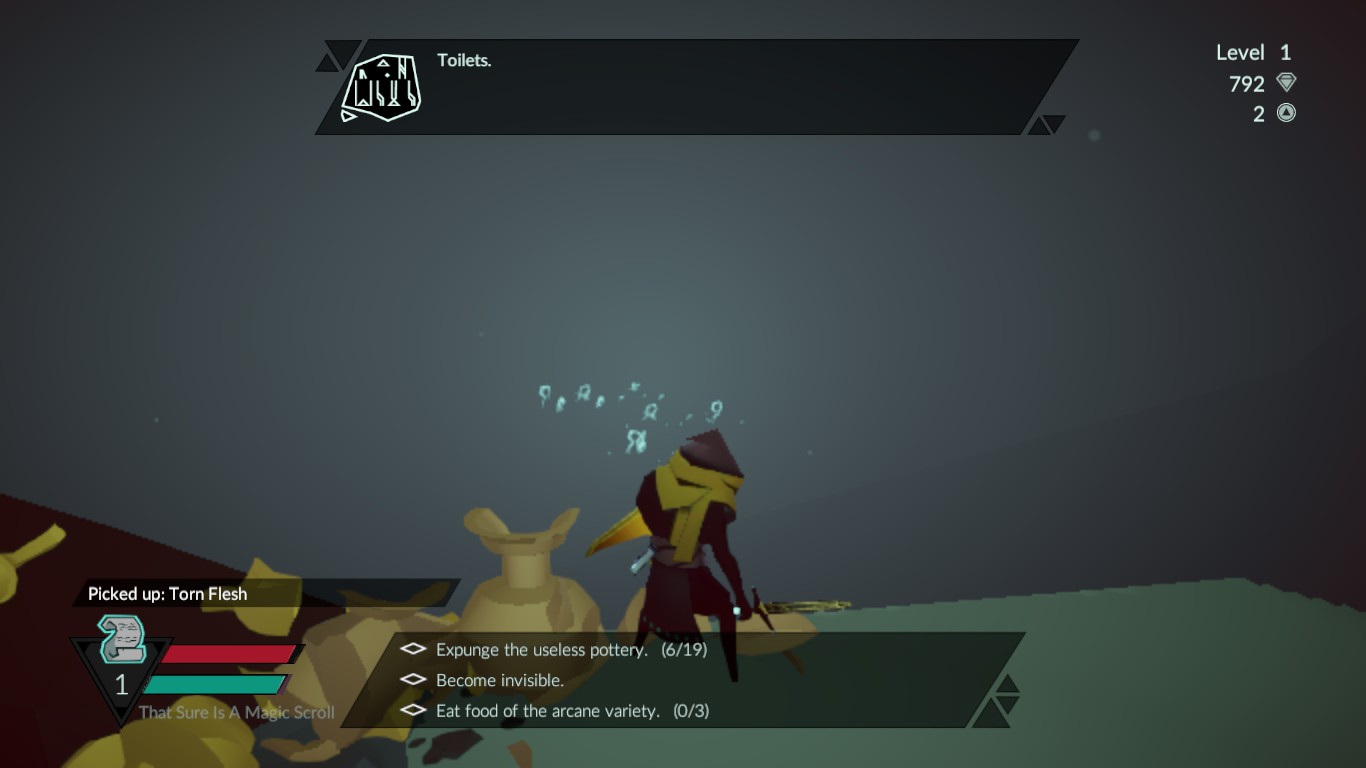 Toilets.
Level 1
792
2
Picked up: Torn Flesh
1
That Sure Is A Magic Scroll
Expunge the useless pottery. (6/19)
Become invisible.
Eat food of the arcane variety. (0/3)